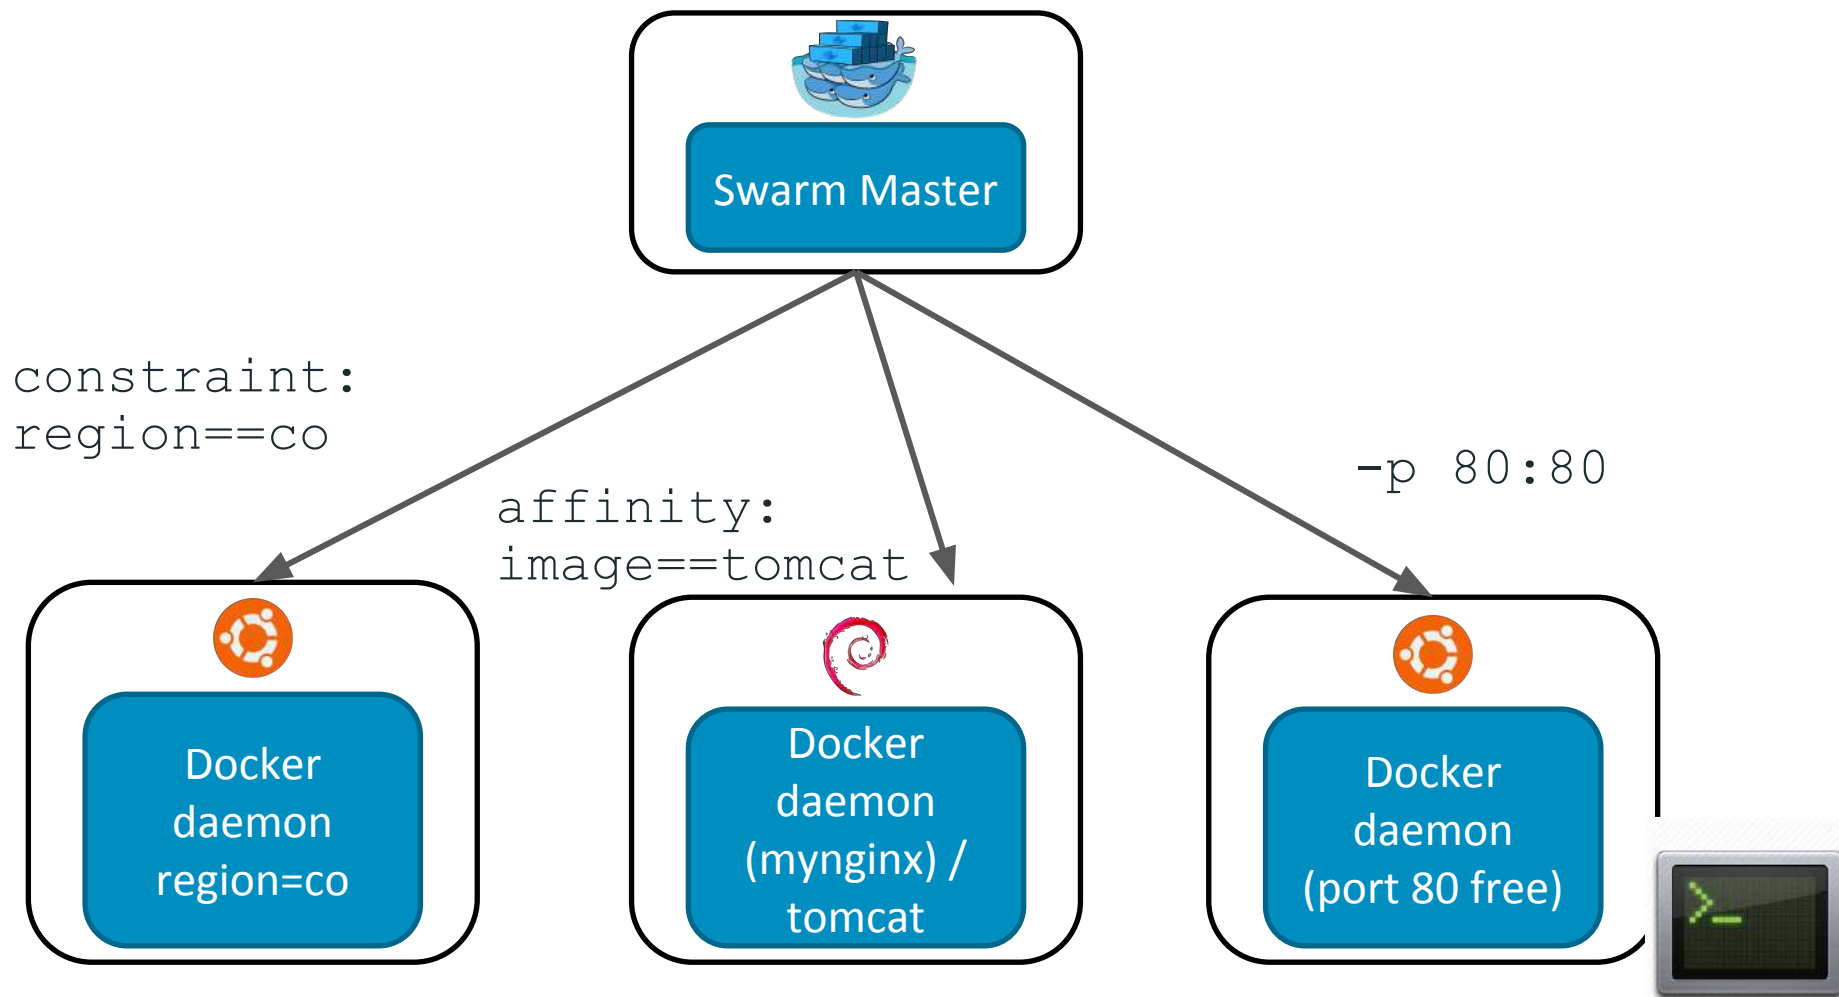 Swarm Master
constraint:
region==co
affinity:
image==tomcat
-p 80:80
Docker
daemon
region=co
Docker
daemon
(mynginx) /
tomcat
Docker
daemon
(port 80 free)
>_